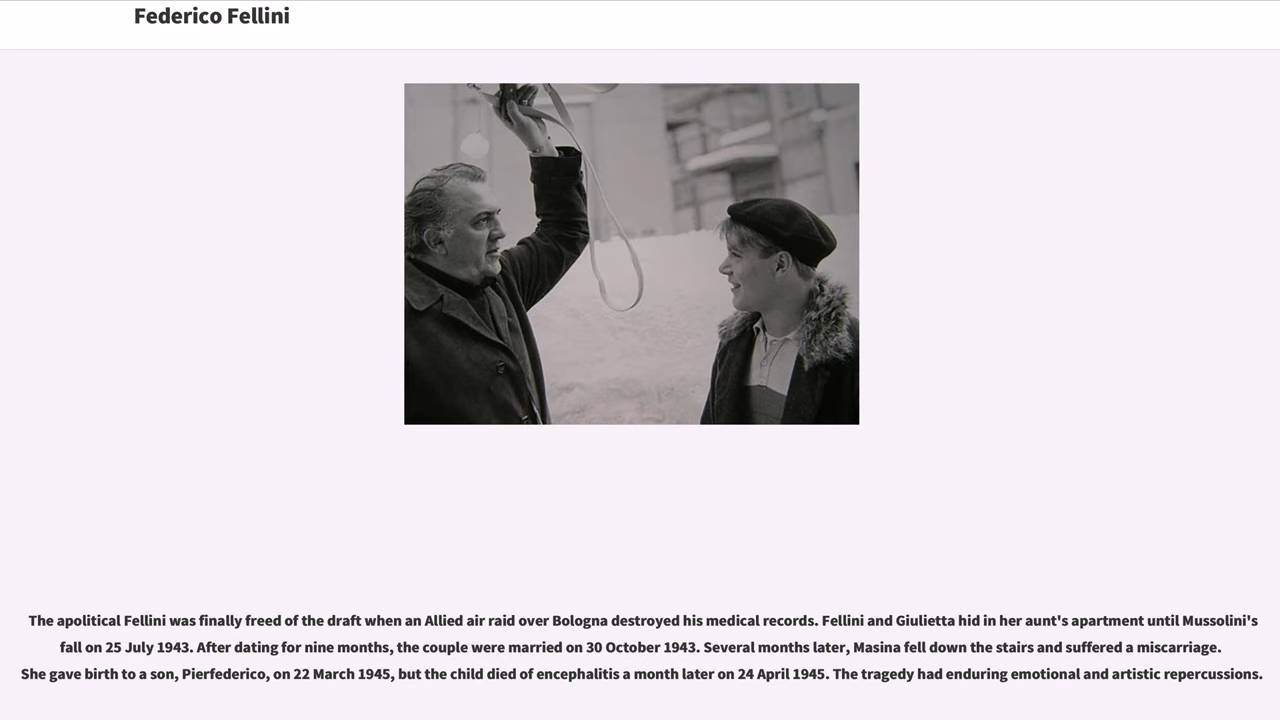 Federico Fellini
The apolitical Fellini was finally freed of the draft when an Allied air raid over Bologna destroyed his medical records. Fellini and Giulietta hid in her aunt's apartment until Mussolini's
fall on 25 July 1943. After dating for nine months, the couple were married on 30 October 1943. Several months later, Masina fell down the stairs and suffered a miscarriage.
She gave birth to a son, Pierfederico, on 22 March 1945, but the child died of encephalitis a month later on 24 April 1945. The tragedy had enduring emotional and artistic repercussions.